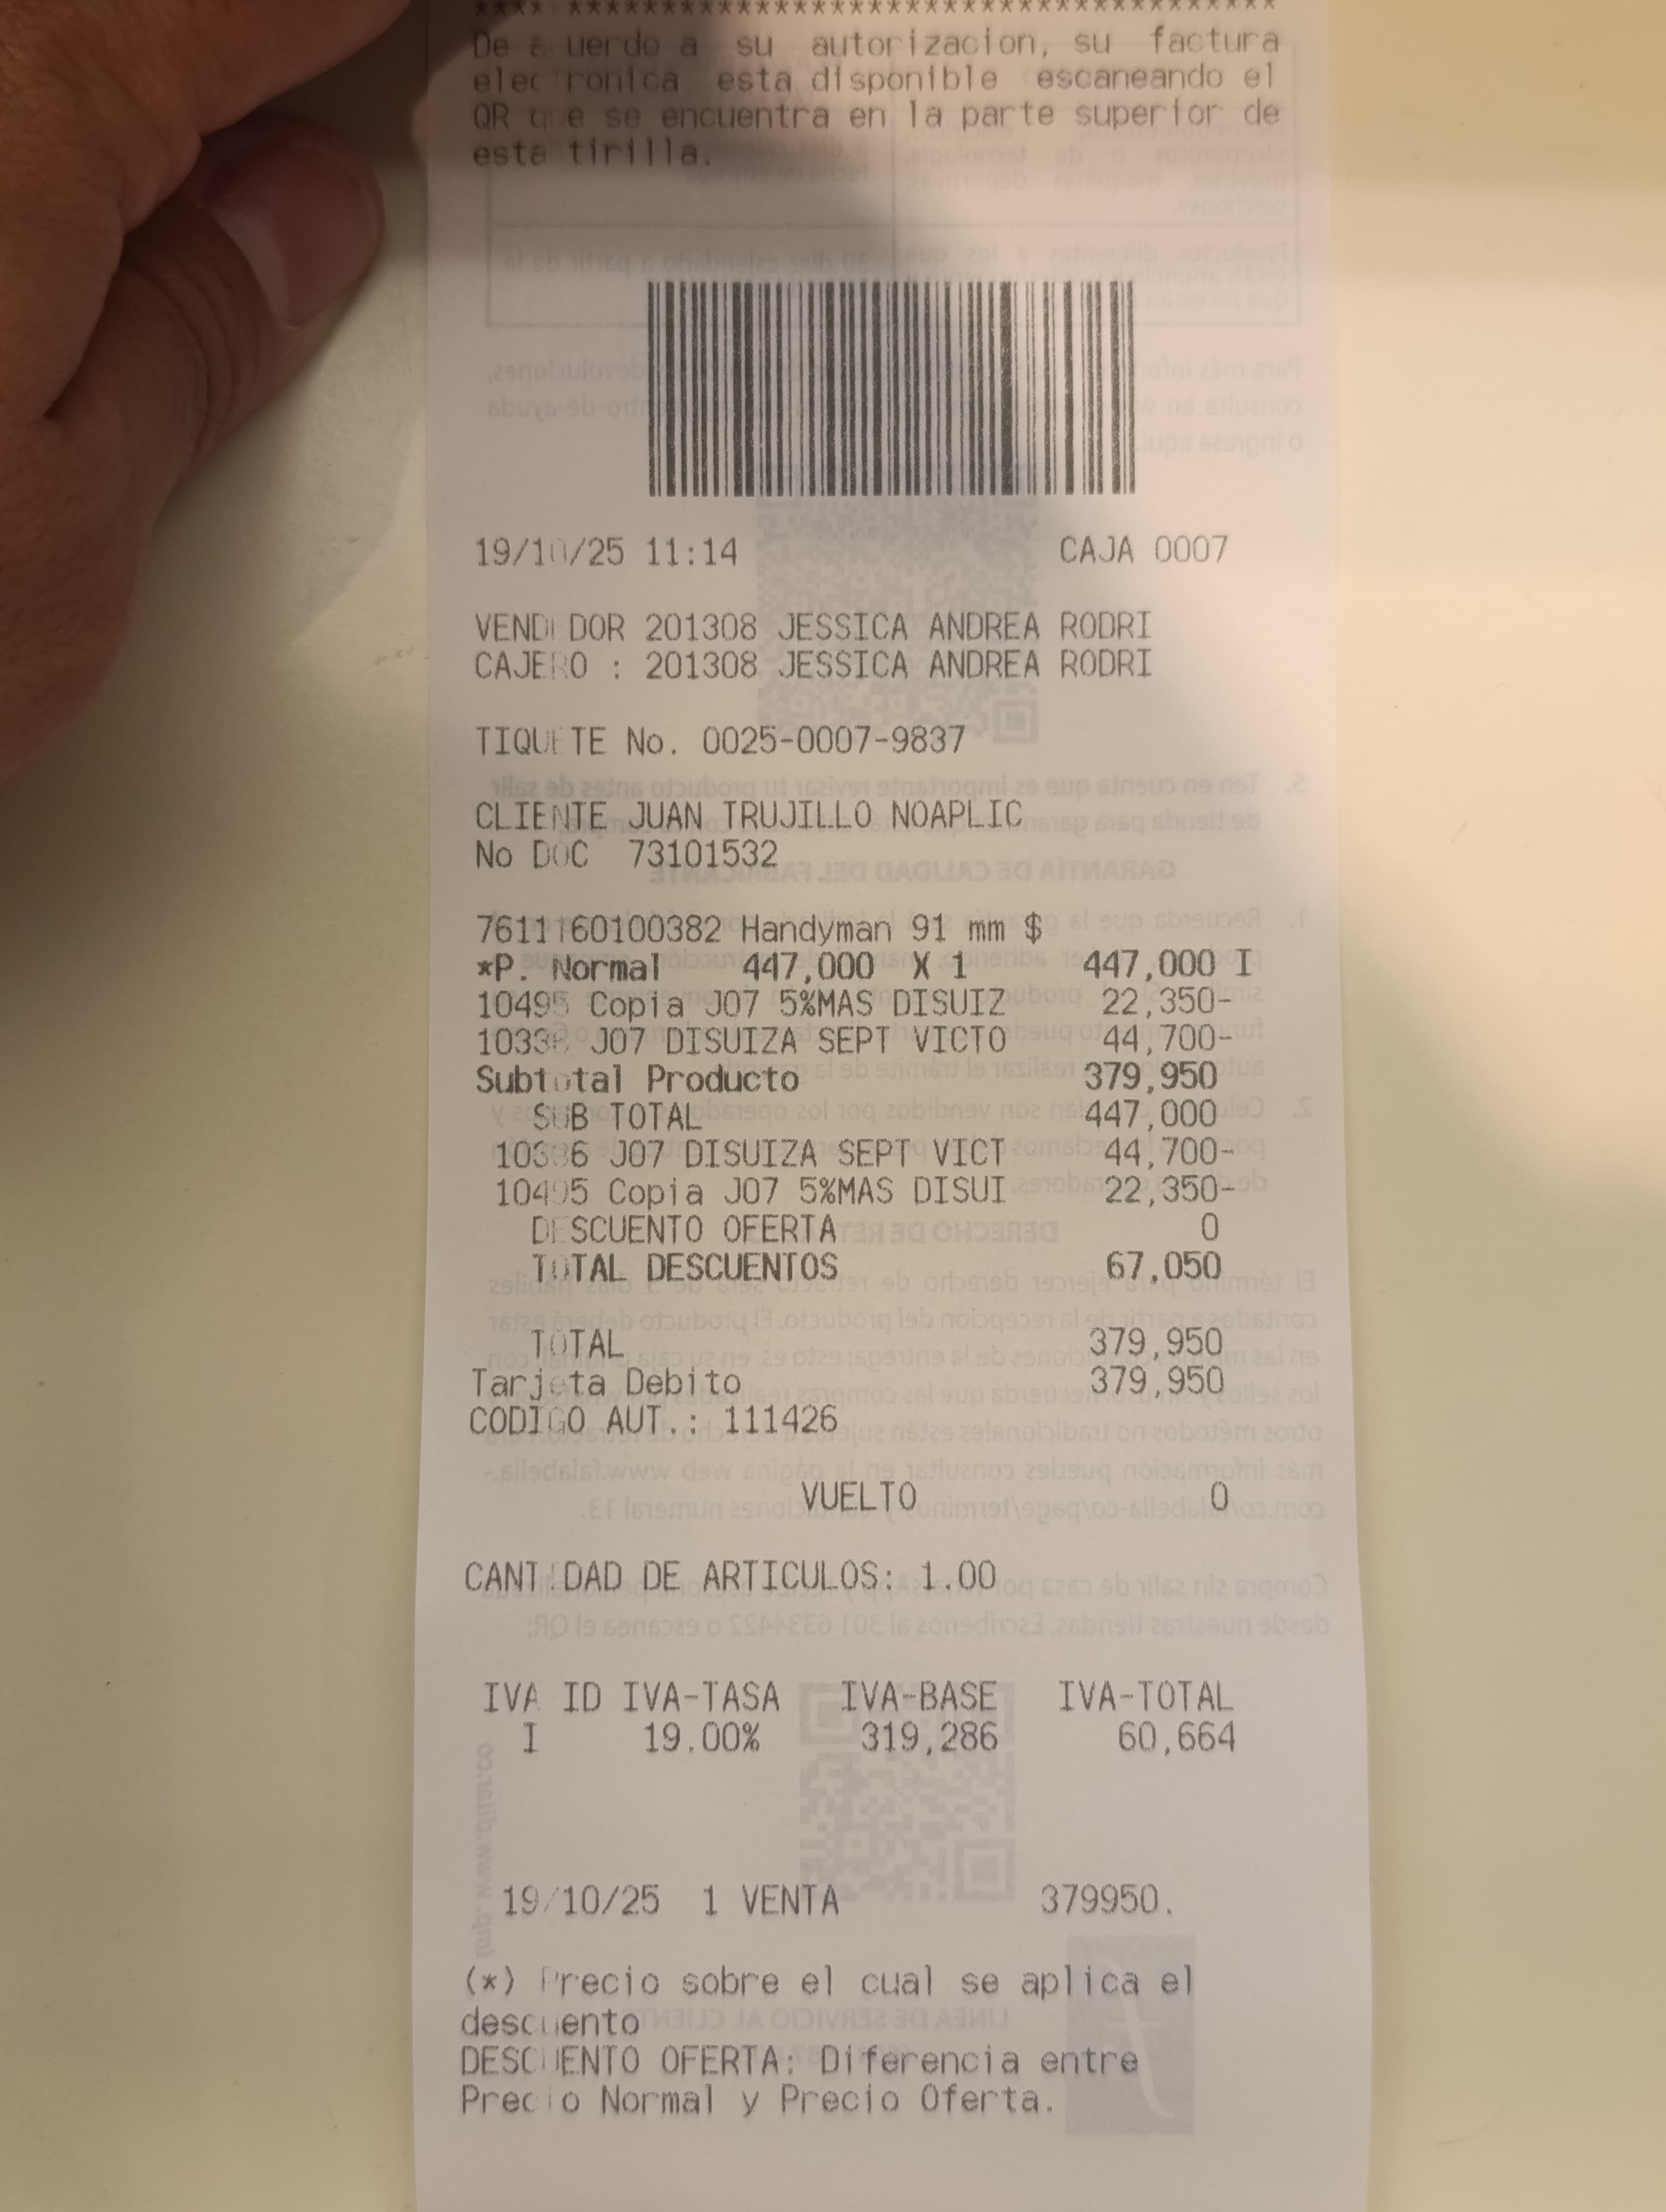 **** **************************************
De acuerdo a su autorizacion, su factura
electronica esta disponible escaneando el
QR que se encuentra en la parte superior de
esta tirilla.
19/10/25 11:14 CAJA 0007
VENDEDOR 201308 JESSICA ANDREA RODRI
CAJERO : 201308 JESSICA ANDREA RODRI
TIQUETE No. 0025-0007-9837
CLIENTE JUAN TRUJILLO NOAPLIC
No DOC 73101532
7611160100382 Handyman 91 mm $
*P. Normal 447,000 X 1 447,000 I
10495 Copia J07 5%MAS DISUIZ 22,350-
10336 J07 DISUIZA SEPT VICTO 44,700-
Subtotal Producto 379,950
SUB TOTAL 447,000
10336 J07 DISUIZA SEPT VICT 44,700-
10495 Copia J07 5%MAS DISUI 22,350-
DESCUENTO OFERTA 0
TOTAL DESCUENTOS 67,050
TOTAL 379,950
Tarjeta Debito 379,950
CODIGO AUT.: 111426
VUELTO 0
CANTIDAD DE ARTICULOS: 1.00
IVA ID IVA-TASA IVA-BASE IVA-TOTAL
I 19.00% 319,286 60,664
19/10/25 1 VENTA 379950.
(*) Precio sobre el cual se aplica el
descuento
DESCUENTO OFERTA: Diferencia entre
Precio Normal y Precio Oferta.